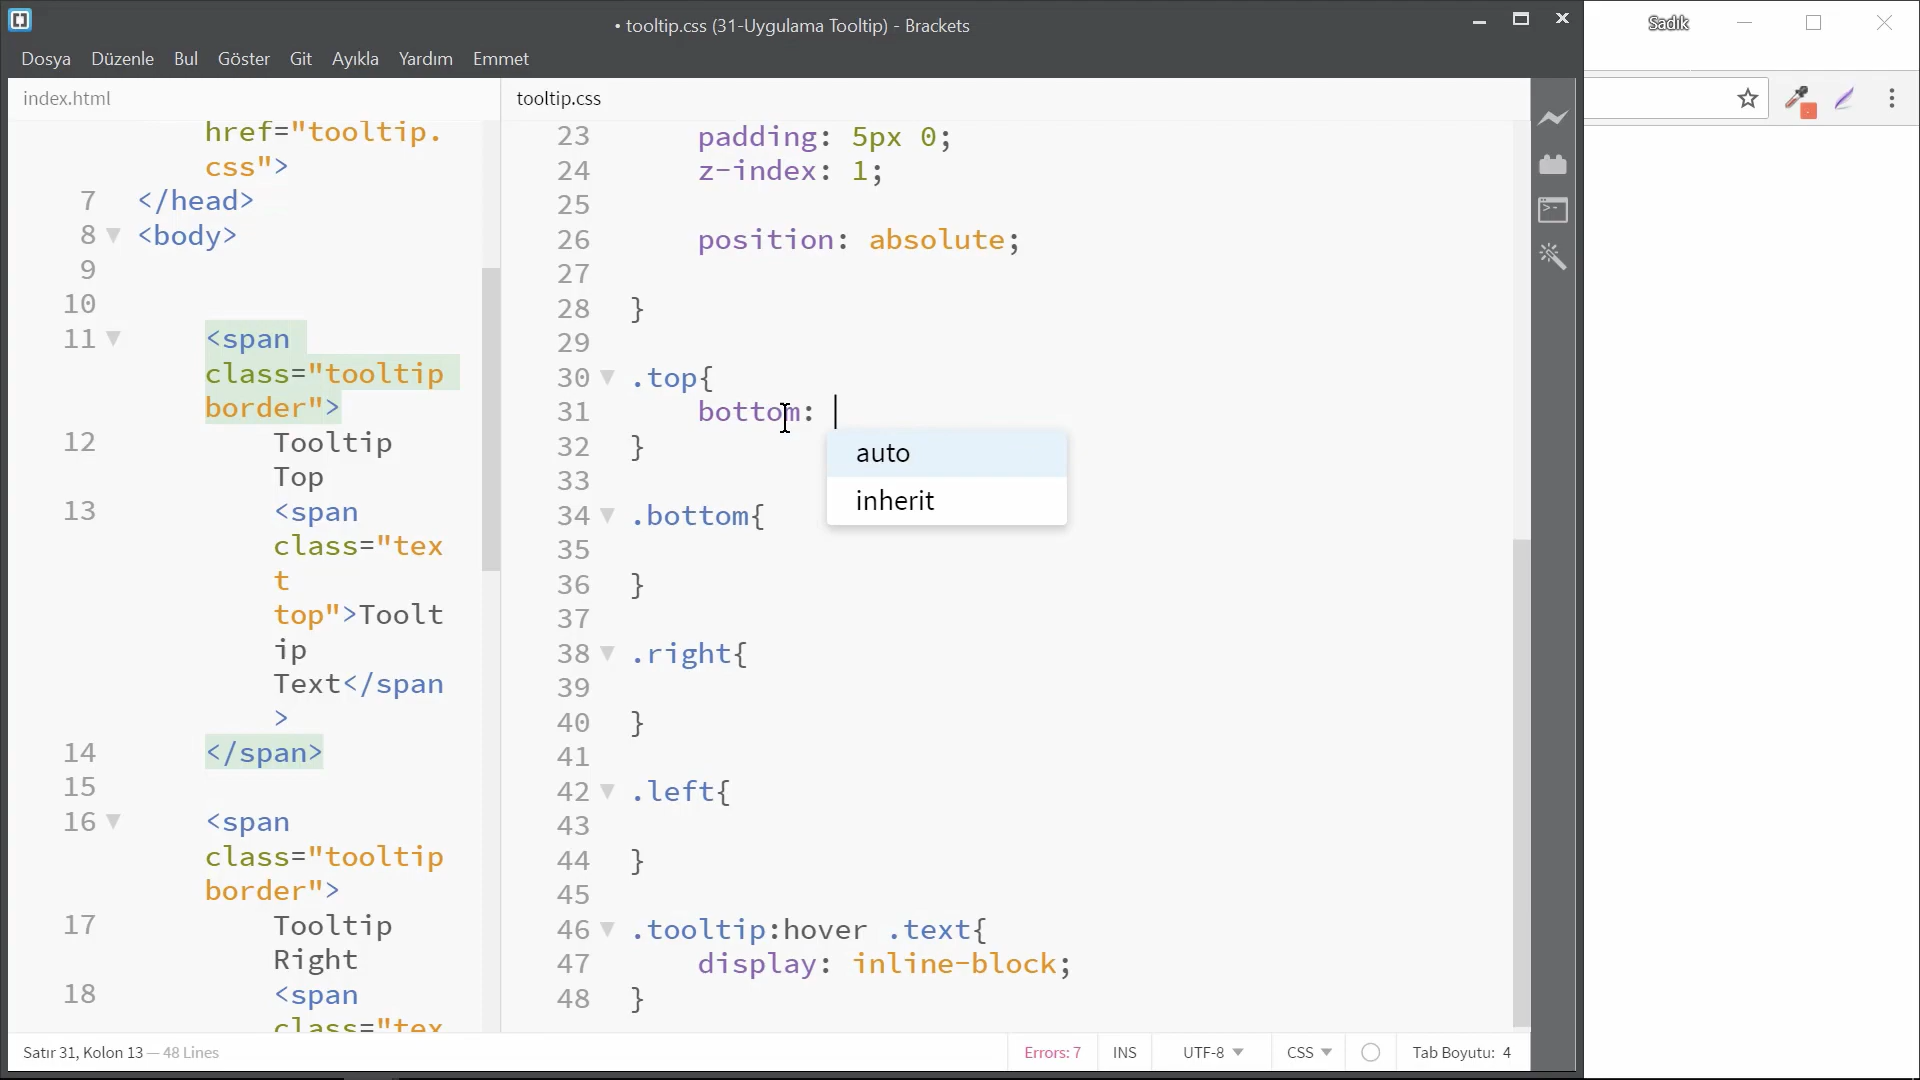 • tooltip.css (31-Uygulama Tooltip) - Brackets
Sadık
Dosya Düzenle Bul Göster Git Ayıkla Yardım Emmet
index.html
href="tooltip.
css">
7 </head>
8 <body>
9
10
11 <span
class="tooltip
border">
12 Tooltip
Top
13 <span
class="tex
t
top">Toolt
ip
Text</span
>
14 </span>
15
16 <span
class="tooltip
border">
17 Tooltip
Right
18 <span
class="tex
tooltip.css
23 padding: 5px 0;
24 z-index: 1;
25
26 position: absolute;
27
28 }
29
30 .top{
31 bottom:
auto
inherit
32 }
33
34 .bottom{
35
36 }
37
38 .right{
39
40 }
41
42 .left{
43
44 }
45
46 .tooltip:hover .text{
47 display: inline-block;
48 }
Satır 31, Kolon 13 — 48 Lines
Errors: 7 INS UTF-8 CSS Tab Boyutu: 4